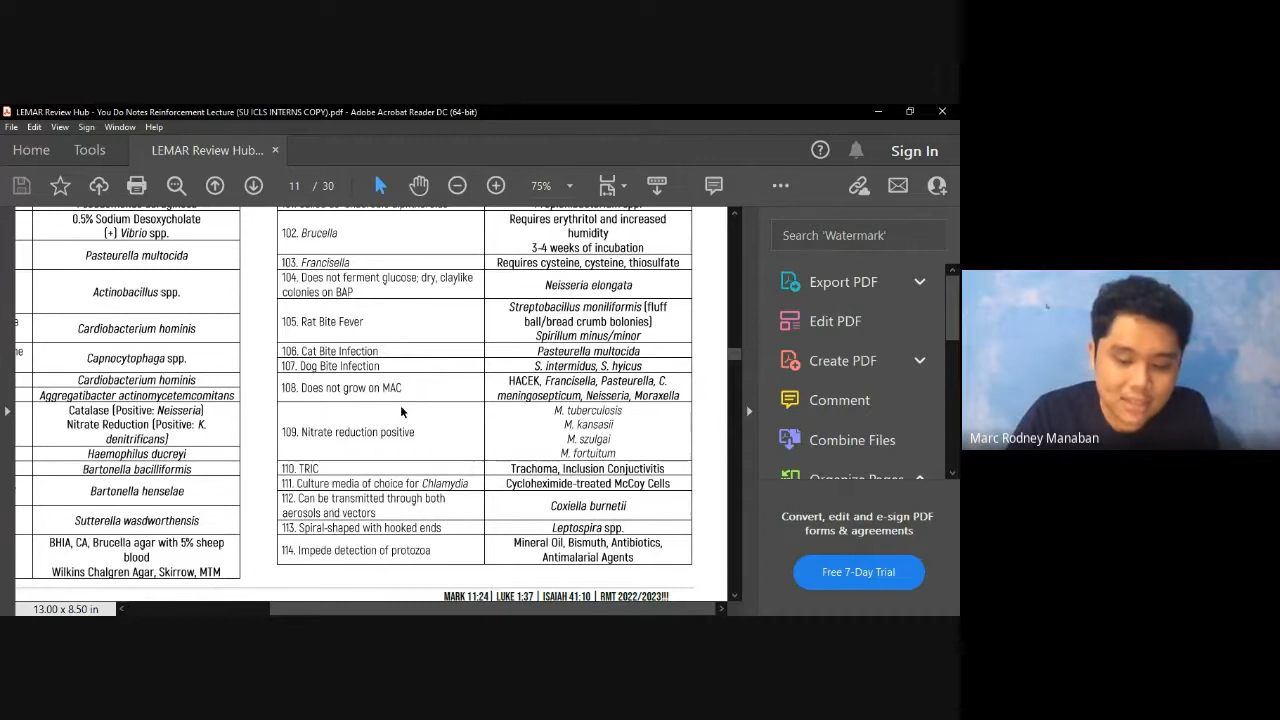 LEMAR Review Hub - You Do Notes Reinforcement Lecture (SU ICLS INTERNS COPY).pdf - Adobe Acrobat Reader DC (64-bit)
File Edit View Sign Window Help
Home Tools LEMAR Review Hub... ×
Sign In
11 / 30
75%
0.5% Sodium Desoxycholate
(+) Vibrio spp.
Pasteurella multocida
Actinobacillus spp.
Cardiobacterium hominis
Capnocytophaga spp.
Cardiobacterium hominis
Aggregatibacter actinomycetemcomitans
Catalase (Positive: Neisseria)
Nitrate Reduction (Positive: K.
denitrificans)
Haemophilus ducreyi
Bartonella bacilliformis
Bartonella henselae
Sutterella wasdworthensis
BHIA, CA, Brucella agar with 5% sheep
blood
Wilkins Chalgren Agar, Skirrow, MTM
102. Brucella
Requires erythritol and increased
humidity
3-4 weeks of incubation
103. Francisella
Requires cysteine, cysteine, thiosulfate
104. Does not ferment glucose; dry, claylike
colonies on BAP
Neisseria elongata
105. Rat Bite Fever
Streptobacillus moniliformis (fluff
ball/bread crumb bolonies)
Spirillum minus/minor
106. Cat Bite Infection
Pasteurella multocida
107. Dog Bite Infection
S. intermidus, S. hyicus
108. Does not grow on MAC
HACEK, Francisella, Pasteurella, C.
meningosepticum, Neisseria, Moraxella
109. Nitrate reduction positive
M. tuberculosis
M. kansasii
M. szulgai
M. fortuitum
110. TRIC
Trachoma, Inclusion Conjuctivitis
111. Culture media of choice for Chlamydia
Cycloheximide-treated McCoy Cells
112. Can be transmitted through both
aerosols and vectors
Coxiella burnetii
113. Spiral-shaped with hooked ends
Leptospira spp.
114. Impede detection of protozoa
Mineral Oil, Bismuth, Antibiotics,
Antimalarial Agents
MARK 11:24| LUKE 1:37 | ISAIAH 41:10 | RMT 2022/2023!!!
13.00 x 8.50 in
Search 'Watermark'
Export PDF
Edit PDF
Create PDF
Comment
Combine Files
Organize Pages
Convert, edit and e-sign PDF
forms & agreements
Free 7-Day Trial
Marc Rodney Manaban